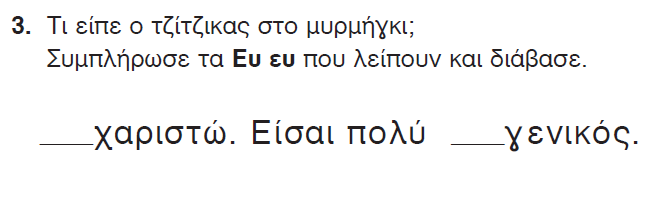 3. Τι είπε ο τζίτζικας στο μυρμήγκι;
Συμπλήρωσε τα Ευ ευ που λείπουν και διάβασε.
___χαριστώ. Είσαι πολύ ___γενικός.